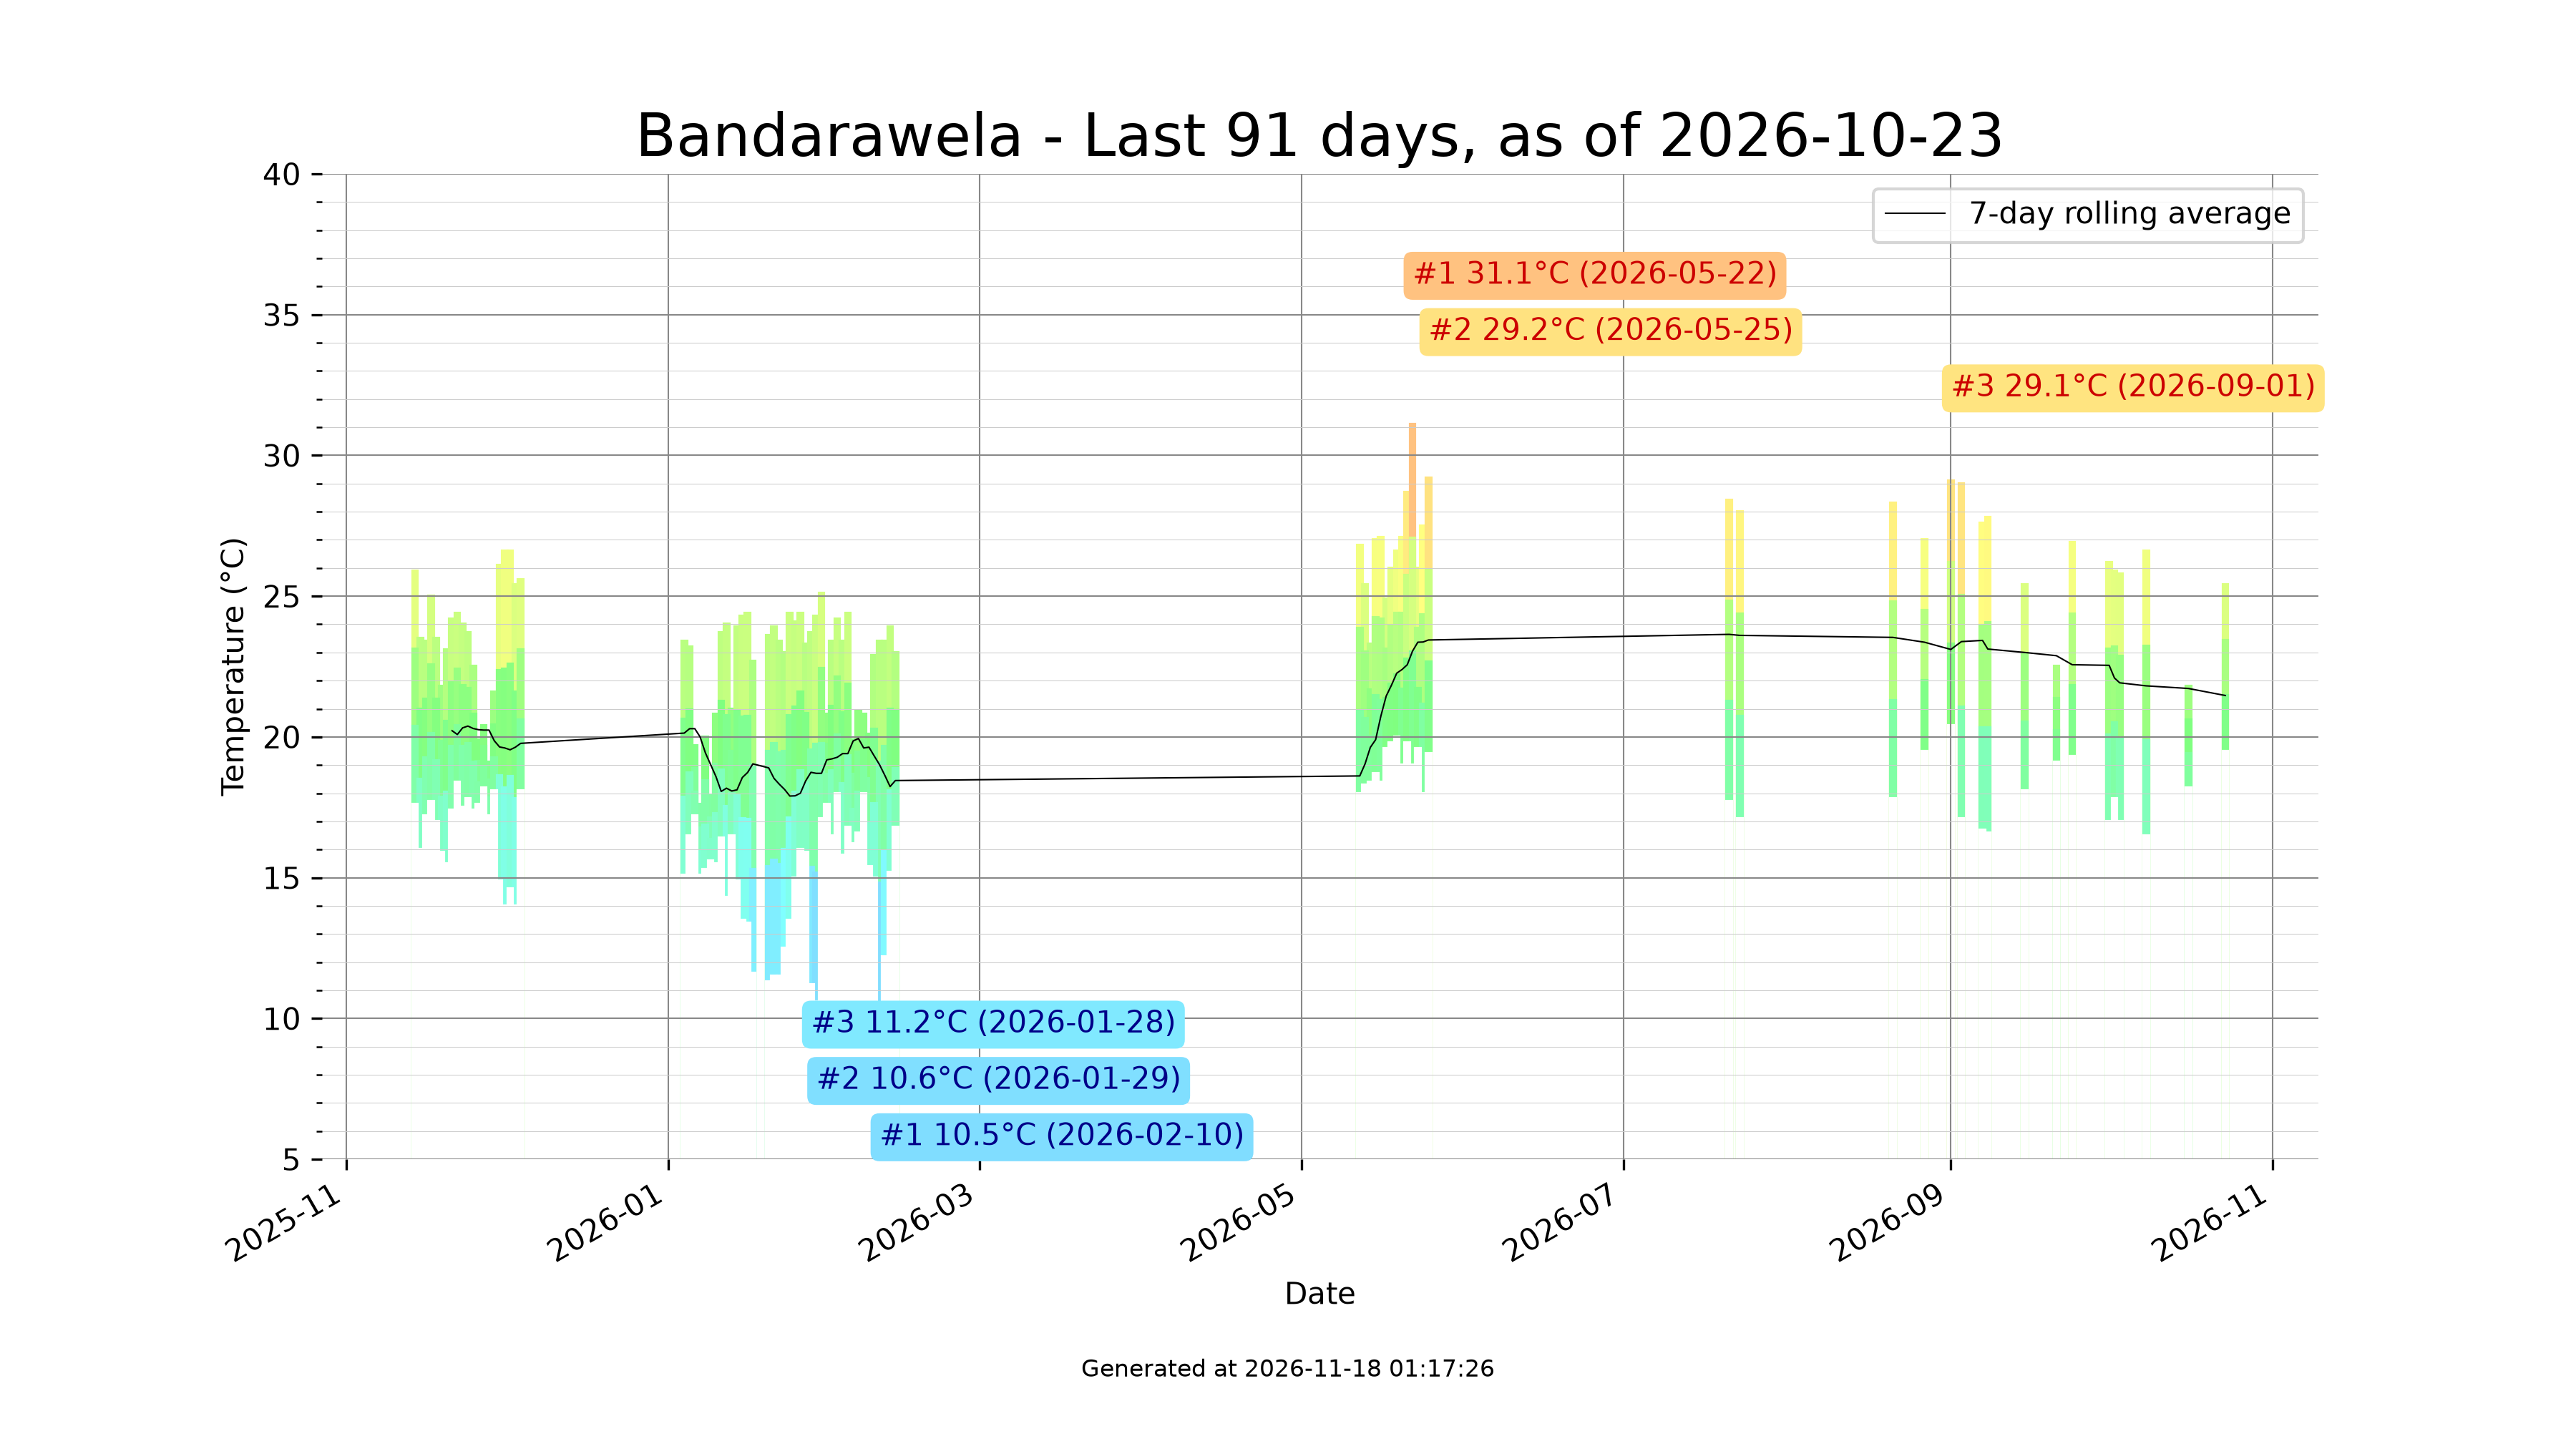 Bandarawela - Last 91 days, as of 2026-10-23
7-day rolling average
#1 31.1°C (2026-05-22)
#2 29.2°C (2026-05-25)
#3 29.1°C (2026-09-01)
#3 11.2°C (2026-01-28)
#2 10.6°C (2026-01-29)
#1 10.5°C (2026-02-10)
Temperature (°C)
40
35
30
25
20
15
10
5
2025-11
2026-01
2026-03
2026-05
2026-07
2026-09
2026-11
Date
Generated at 2026-11-18 01:17:26